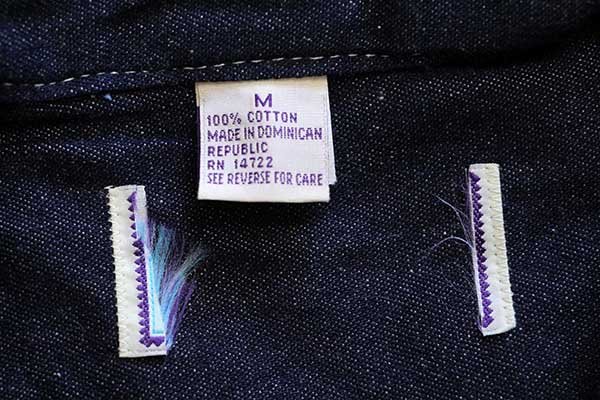 M
100% COTTON
MADE IN DOMINICAN
REPUBLIC
RN 14722
SEE REVERSE FOR CARE